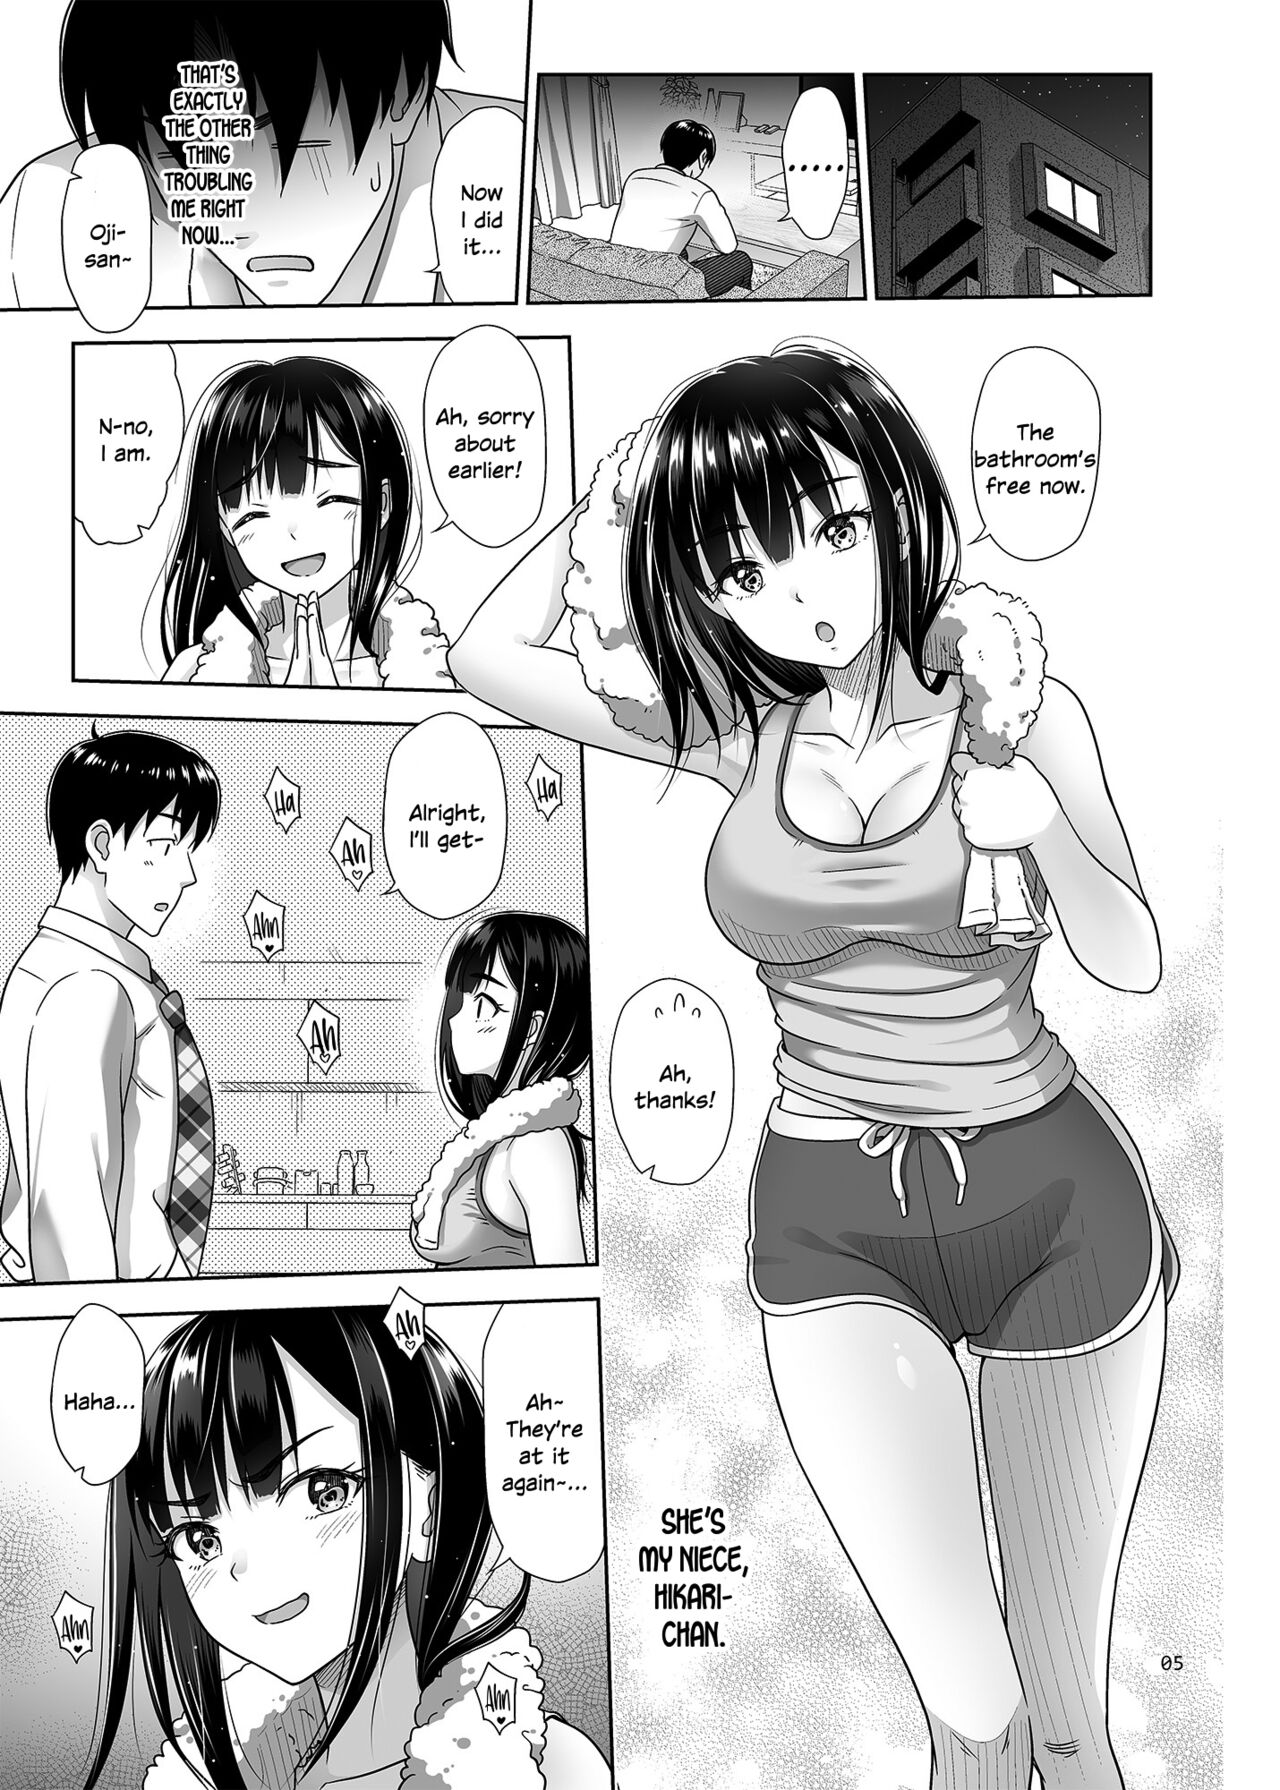 .....
Now
I did
it...
THAT'S
EXACTLY
THE OTHER
THING
TROUBLING
ME RIGHT
NOW...
Oji-
san~
The
bathroom's
free now.
Ah,
thanks!
SHE'S
MY NIECE,
HIKARI-
CHAN.
Ah, sorry
about
earlier!
N-no,
I am.
Alright,
I'll get-
Ha
Ha
Ah
♥
Ahn
♥
Ah
♥
Ah~
They're
at it
again~...
Haha...
Ah
♥
Ahn
♥
Ahn
♥
05